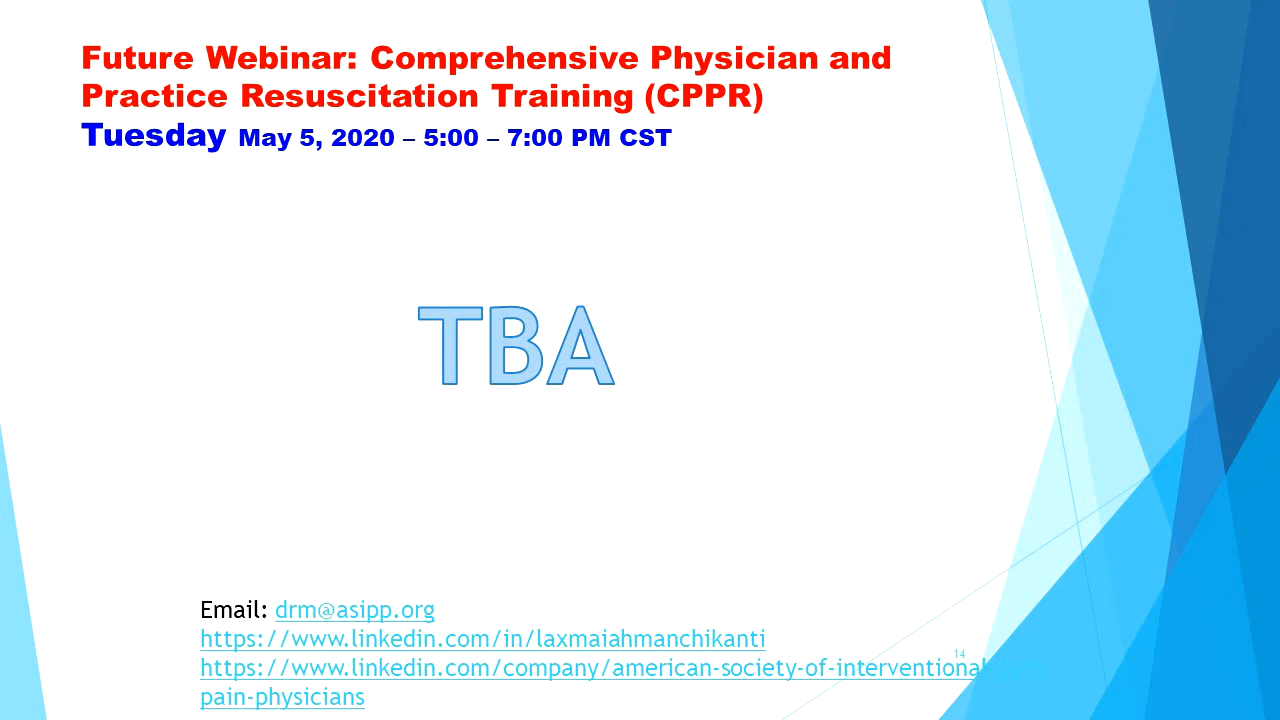 Future Webinar: Comprehensive Physician and
Practice Resuscitation Training (CPPR)
Tuesday May 5, 2020 – 5:00 – 7:00 PM CST
TBA
Email: drm@asipp.org
https://www.linkedin.com/in/laxmaiahmanchikanti
14
https://www.linkedin.com/company/american-society-of-interventional-
pain-physicians